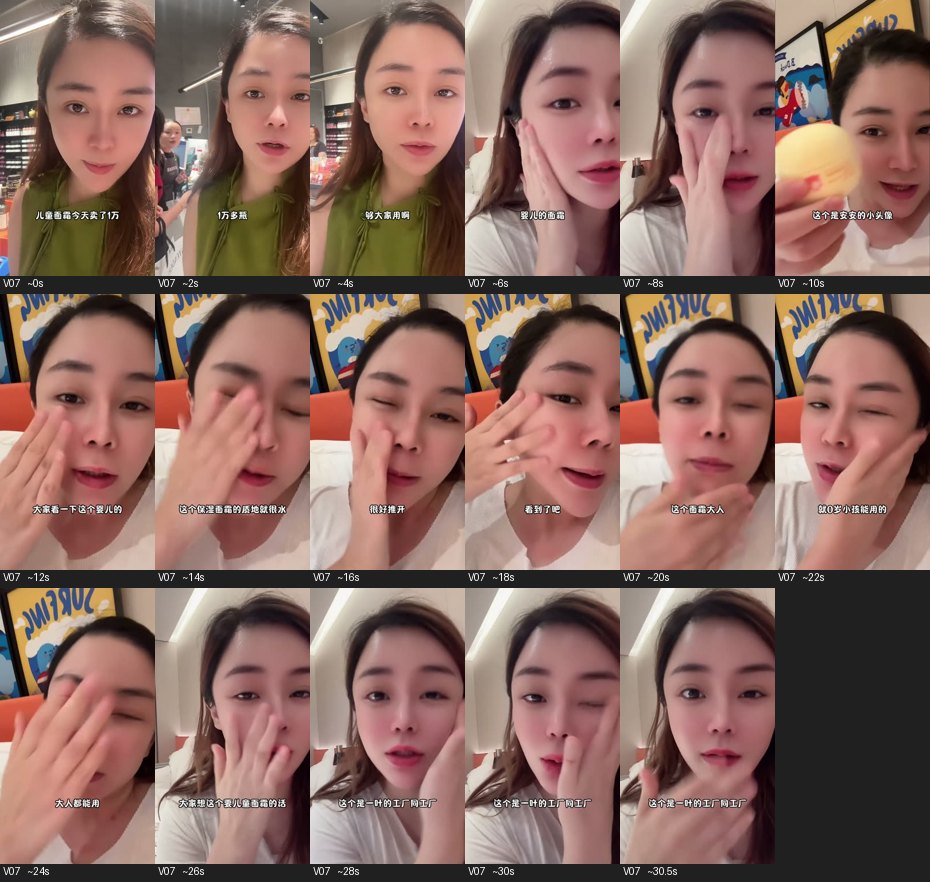 儿童面霜今天卖了1万
1万多瓶
够大家用啊
婴儿的面霜
这个是安安的小头像
V07 ~0s
V07 ~2s
V07 ~4s
V07 ~6s
V07 ~8s
V07 ~10s
SURFING
SURFING
SURFING
SURFING
SURFING
大家看一下这个婴儿的
这个保湿面霜的质地就很水
很好推开
看到了吧
这个面霜大人
就0岁小孩能用的
V07 ~12s
V07 ~14s
V07 ~16s
V07 ~18s
V07 ~20s
V07 ~22s
SURFING
大人都能用
大家想这个婴儿童面霜的话
这个是一叶的工厂同工厂
这个是一叶的工厂同工厂
这个是一叶的工厂同工厂
V07 ~24s
V07 ~26s
V07 ~28s
V07 ~30s
V07 ~30.5s